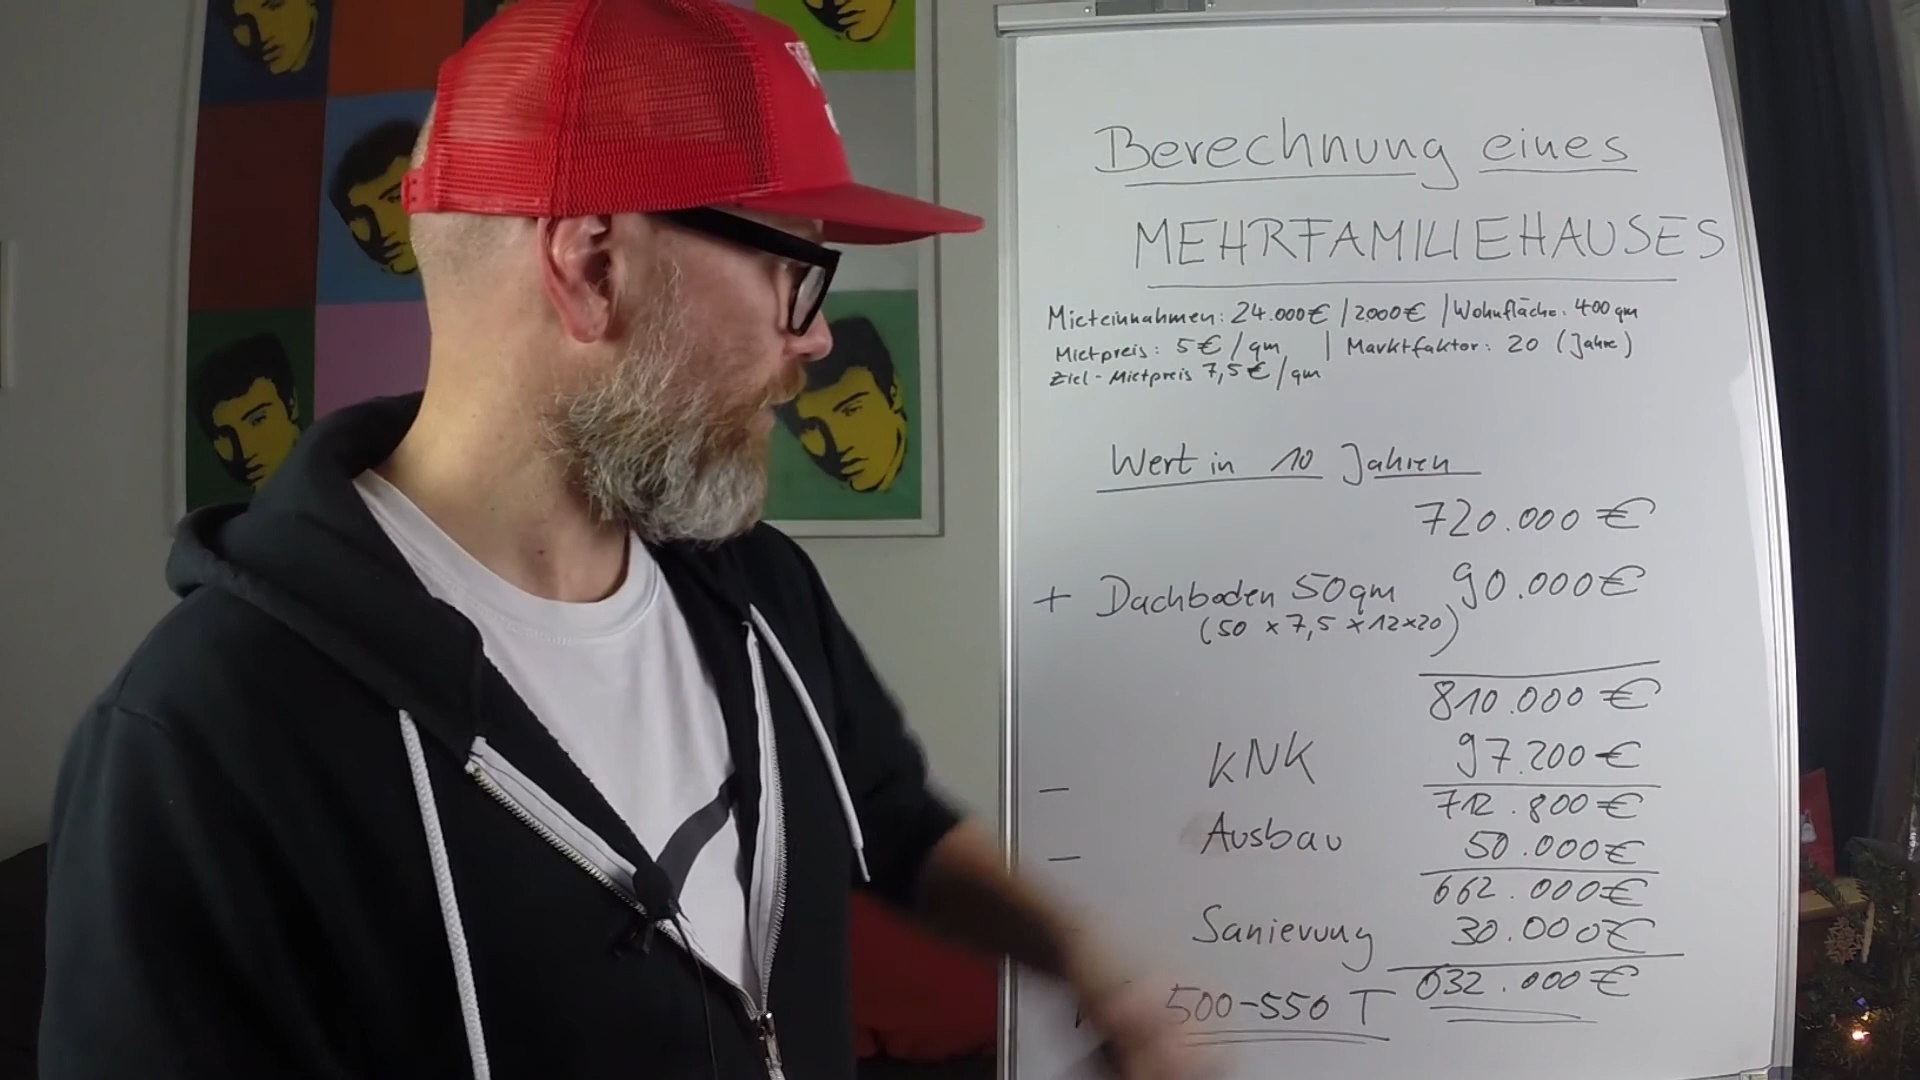 Berechnung eines
MEHRFAMILIEHAUSES
Mieteinnahmen: 24.000€ / 2000€ | Wohnfläche: 400 qm
Mietpreis: 5€ / qm | Marktfaktor: 20 (Jahre)
Ziel-Mietpreis 7,5€ / qm
Wert in 10 Jahren
720.000 €
+ Dachboden 50qm 90.000€
(50 x 7,5 x 12x20)
810.000 €
- KNK 97.200€
712.800€
- Ausbau 50.000€
662.000€
Sanierung 30.000€
632.000€
500-550 T